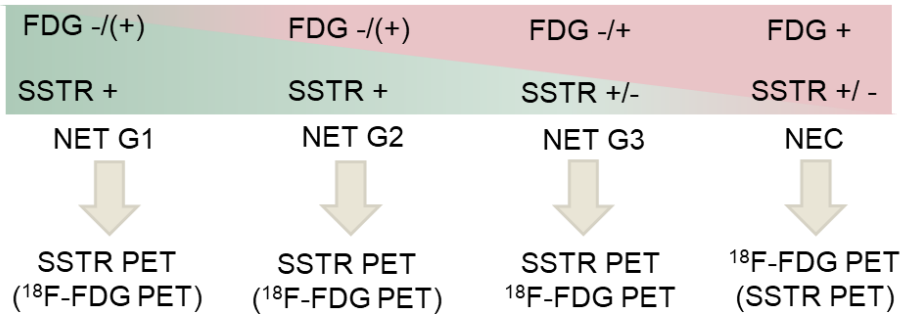 FDG -/(+) FDG -/(+) FDG -/+ FDG +
SSTR + SSTR + SSTR +/- SSTR +/ -
NET G1 NET G2 NET G3 NEC
SSTR PET SSTR PET SSTR PET ¹⁸F-FDG PET
(¹⁸F-FDG PET) (¹⁸F-FDG PET) ¹⁸F-FDG PET (SSTR PET)